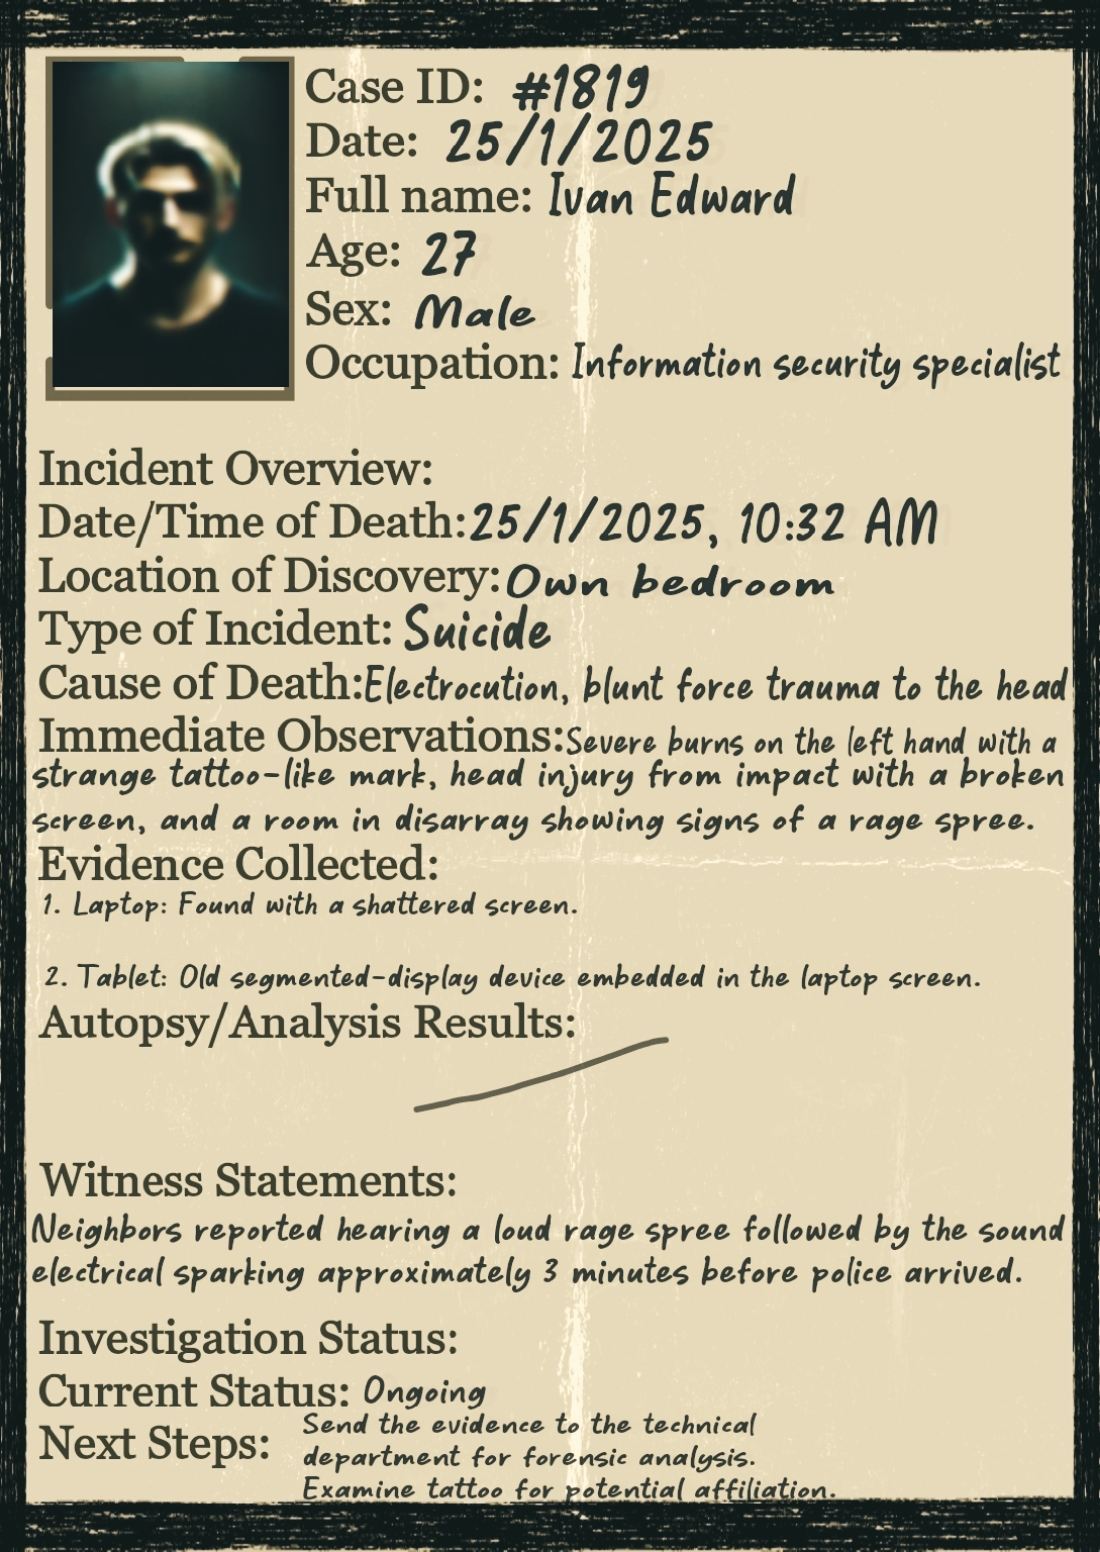 Case ID: #1819
Date: 25/1/2025
Full name: Ivan Edward
Age: 27
Sex: Male
Occupation: Information security specialist
Incident Overview:
Date/Time of Death: 25/1/2025, 10:32 AM
Location of Discovery: Own bedroom
Type of Incident: Suicide
Cause of Death: Electrocution, blunt force trauma to the head
Immediate Observations: Severe burns on the left hand with a
strange tattoo-like mark, head injury from impact with a broken
screen, and a room in disarray showing signs of a rage spree.
Evidence Collected:
1. Laptop: Found with a shattered screen.
2. Tablet: Old segmented-display device embedded in the laptop screen.
Autopsy/Analysis Results:
Witness Statements:
Neighbors reported hearing a loud rage spree followed by the sound
electrical sparking approximately 3 minutes before police arrived.
Investigation Status:
Current Status: Ongoing
Next Steps: Send the evidence to the technical
department for forensic analysis.
Examine tattoo for potential affiliation.